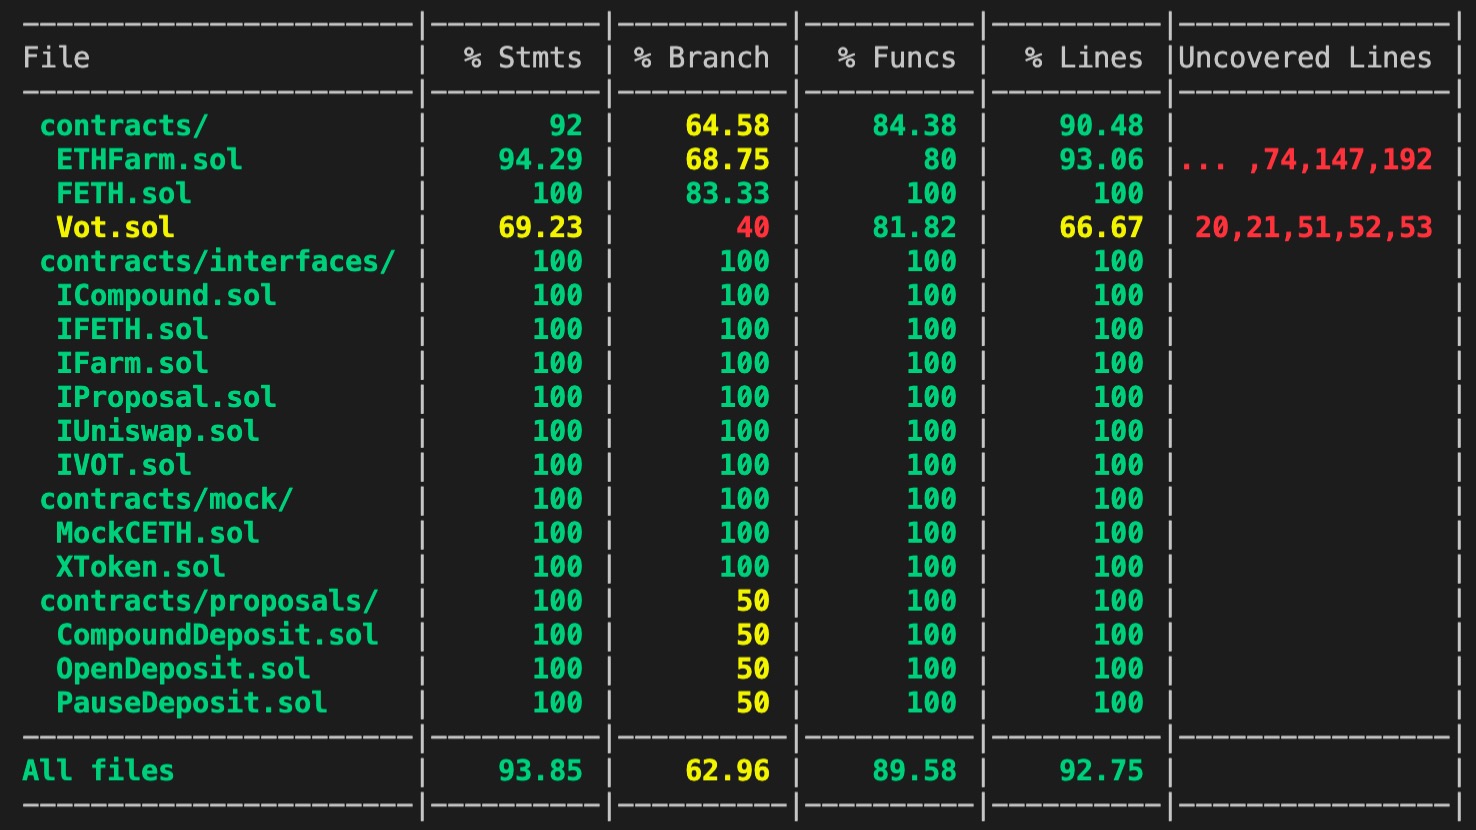 File | % Stmts | % Branch | % Funcs | % Lines |Uncovered Lines |
contracts/ | 92 | 64.58 | 84.38 | 90.48 | |
ETHFarm.sol | 94.29 | 68.75 | 80 | 93.06 |... ,74,147,192 |
FETH.sol | 100 | 83.33 | 100 | 100 | |
Vot.sol | 69.23 | 40 | 81.82 | 66.67 | 20,21,51,52,53 |
contracts/interfaces/ | 100 | 100 | 100 | 100 | |
ICompound.sol | 100 | 100 | 100 | 100 | |
IFETH.sol | 100 | 100 | 100 | 100 | |
IFarm.sol | 100 | 100 | 100 | 100 | |
IProposal.sol | 100 | 100 | 100 | 100 | |
IUniswap.sol | 100 | 100 | 100 | 100 | |
IVOT.sol | 100 | 100 | 100 | 100 | |
contracts/mock/ | 100 | 100 | 100 | 100 | |
MockCETH.sol | 100 | 100 | 100 | 100 | |
XToken.sol | 100 | 100 | 100 | 100 | |
contracts/proposals/ | 100 | 50 | 100 | 100 | |
CompoundDeposit.sol | 100 | 50 | 100 | 100 | |
OpenDeposit.sol | 100 | 50 | 100 | 100 | |
PauseDeposit.sol | 100 | 50 | 100 | 100 | |
All files | 93.85 | 62.96 | 89.58 | 92.75 | |